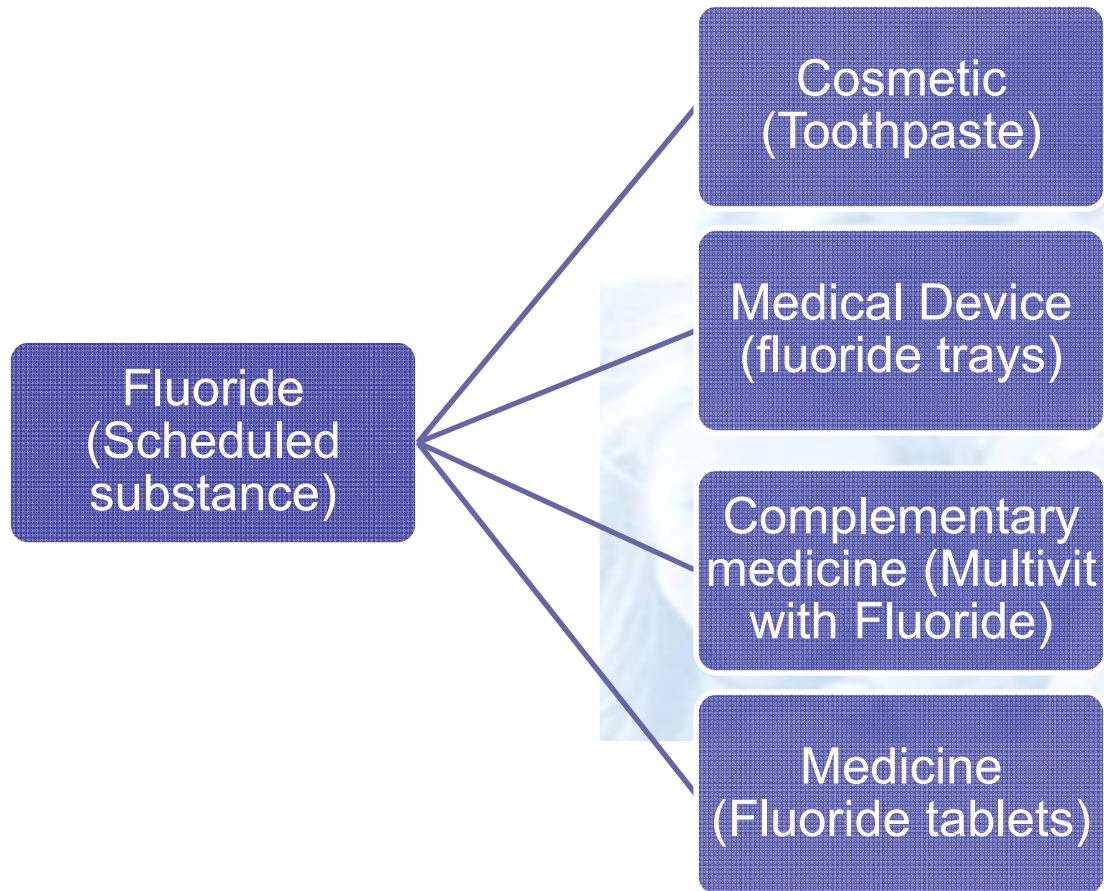 Cosmetic
(Toothpaste)
Medical Device
(fluoride trays)
Fluoride
(Scheduled
substance)
Complementary
medicine (Multivit
with Fluoride)
Medicine
(Fluoride tablets)